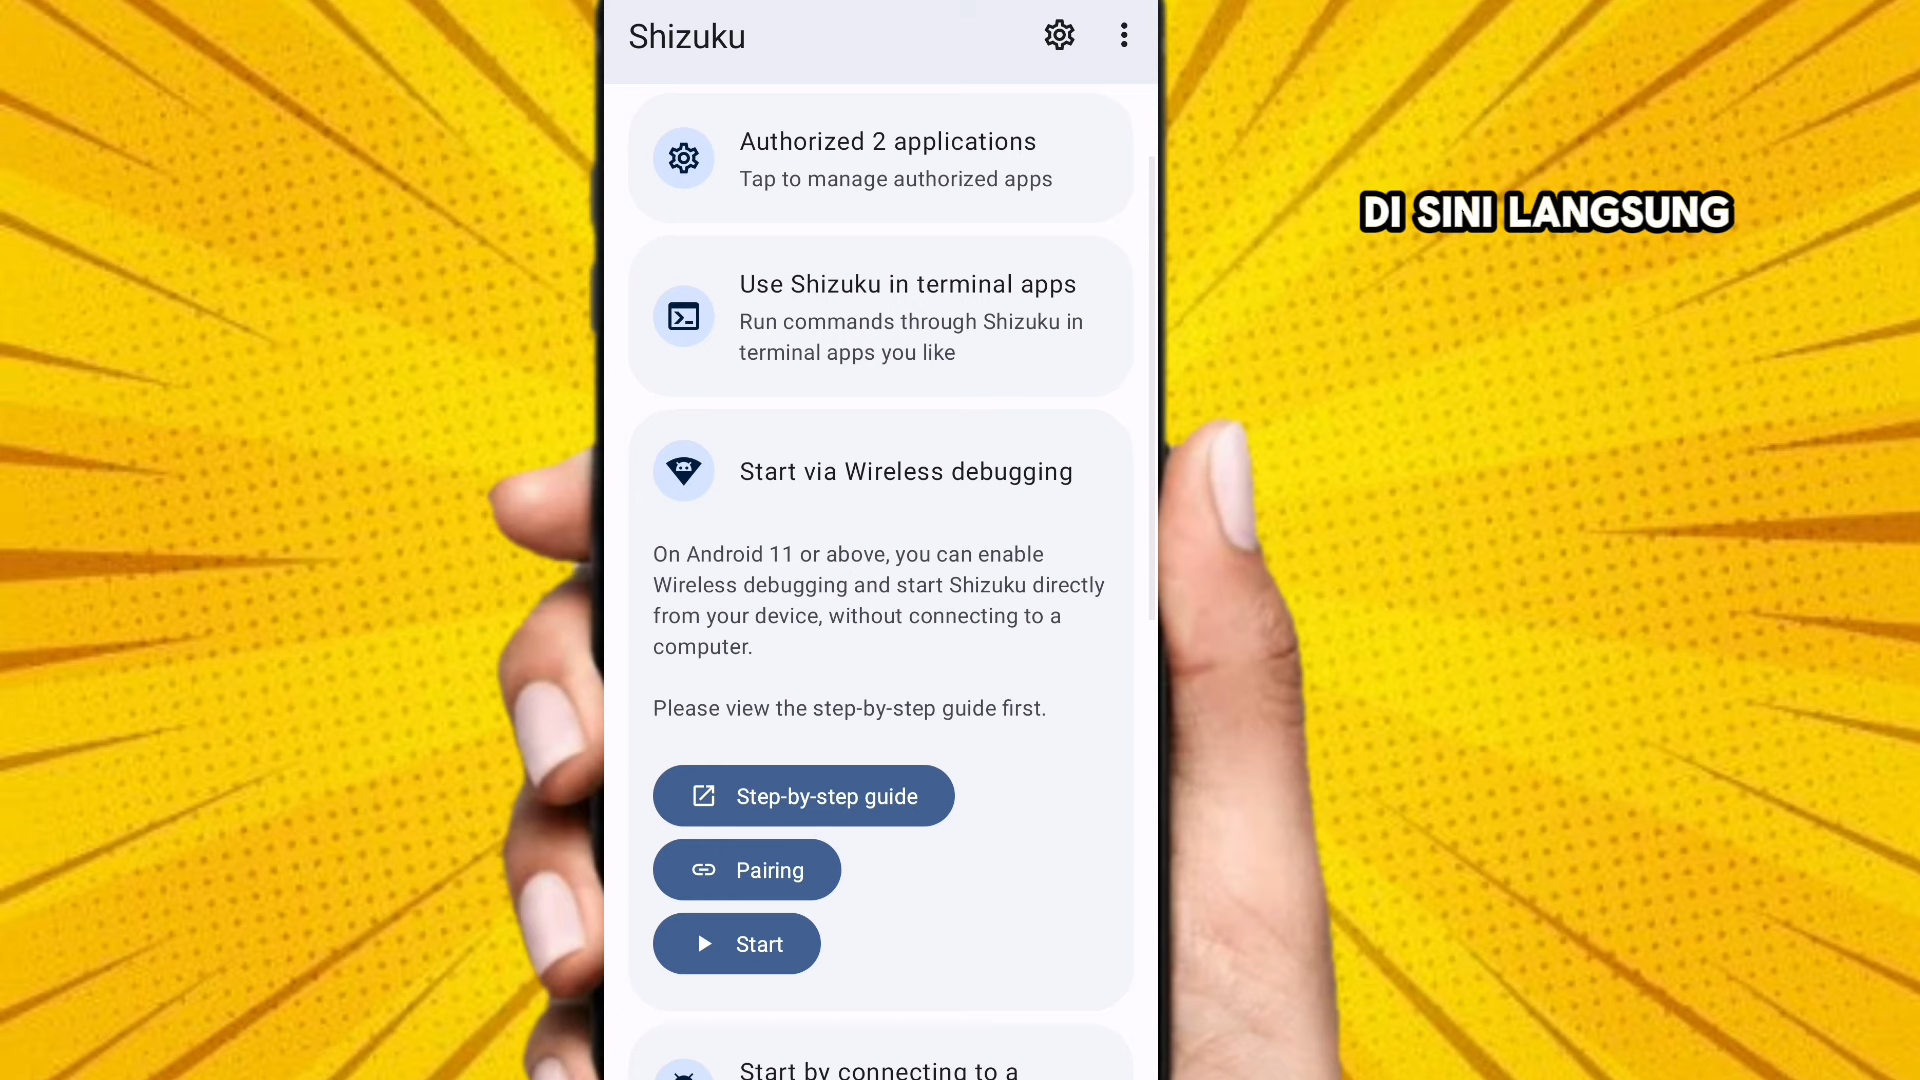 Shizuku
Authorized 2 applications
Tap to manage authorized apps
DI SINI LANGSUNG
Use Shizuku in terminal apps
Run commands through Shizuku in
terminal apps you like
Start via Wireless debugging
On Android 11 or above, you can enable
Wireless debugging and start Shizuku directly
from your device, without connecting to a
computer.
Please view the step-by-step guide first.
Step-by-step guide
Pairing
Start
Start by connecting to a